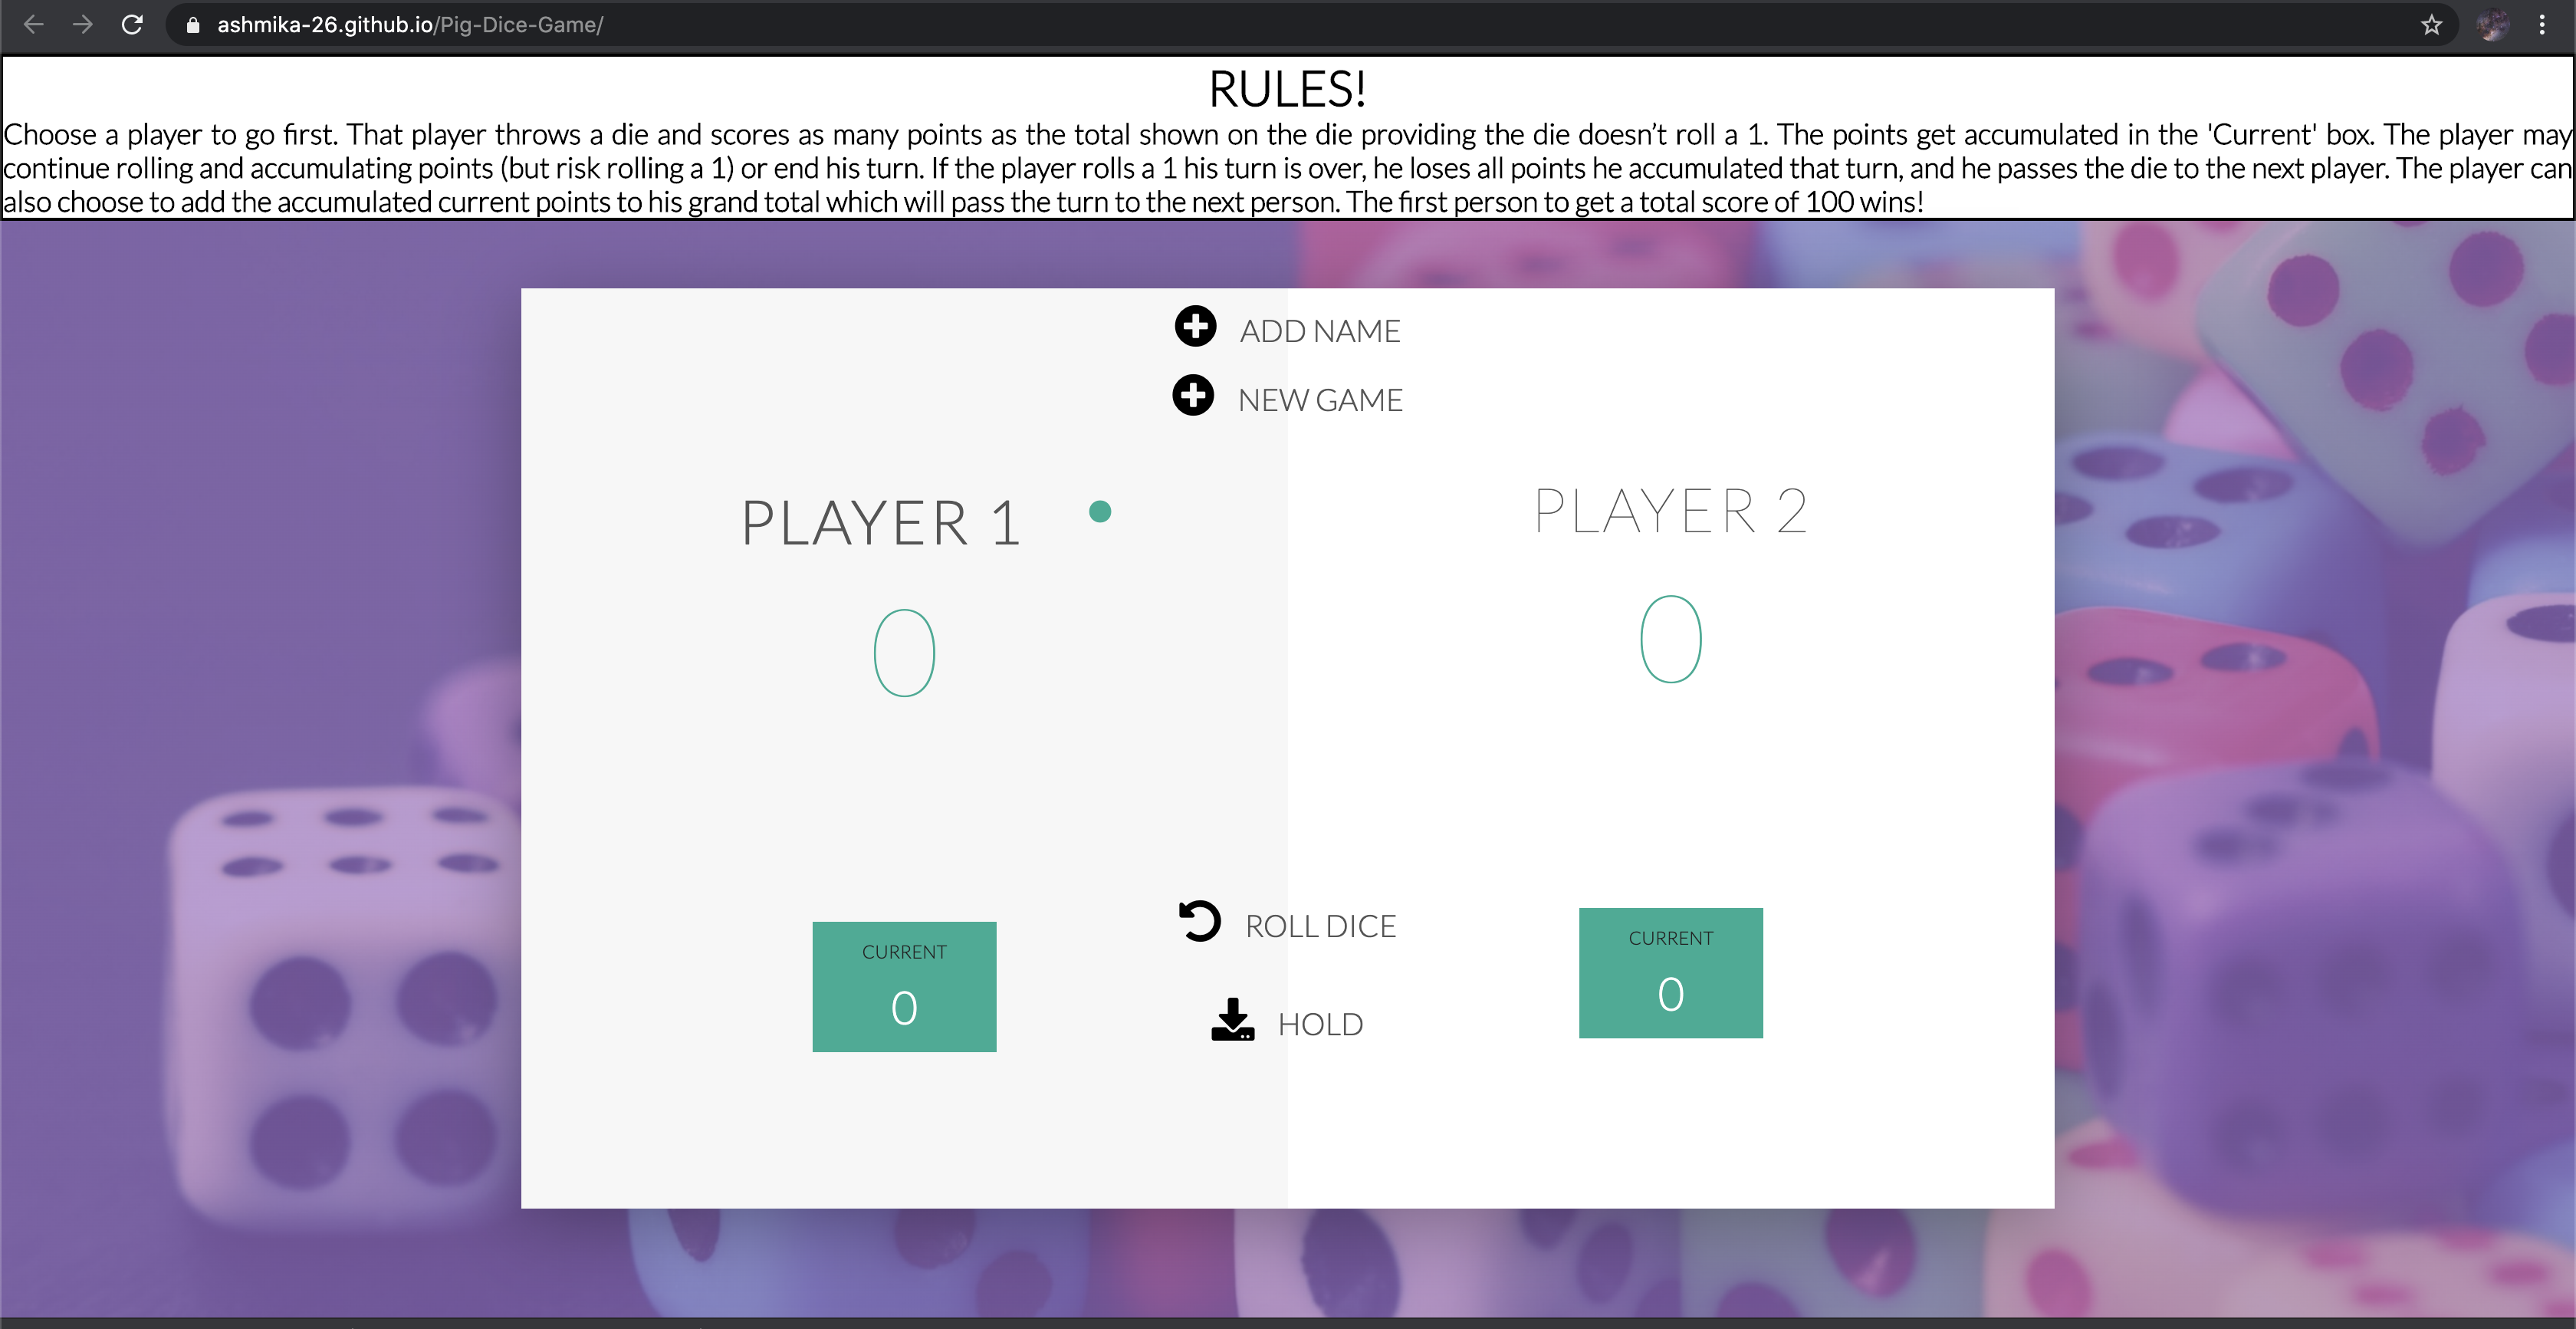 ashmika-26.github.io/Pig-Dice-Game/
RULES!
Choose a player to go first. That player throws a die and scores as many points as the total shown on the die providing the die doesn’t roll a 1. The points get accumulated in the 'Current' box. The player may
continue rolling and accumulating points (but risk rolling a 1) or end his turn. If the player rolls a 1 his turn is over, he loses all points he accumulated that turn, and he passes the die to the next player. The player can
also choose to add the accumulated current points to his grand total which will pass the turn to the next person. The first person to get a total score of 100 wins!
ADD NAME
NEW GAME
PLAYER 1
PLAYER 2
0
0
ROLL DICE
CURRENT
0
CURRENT
0
HOLD